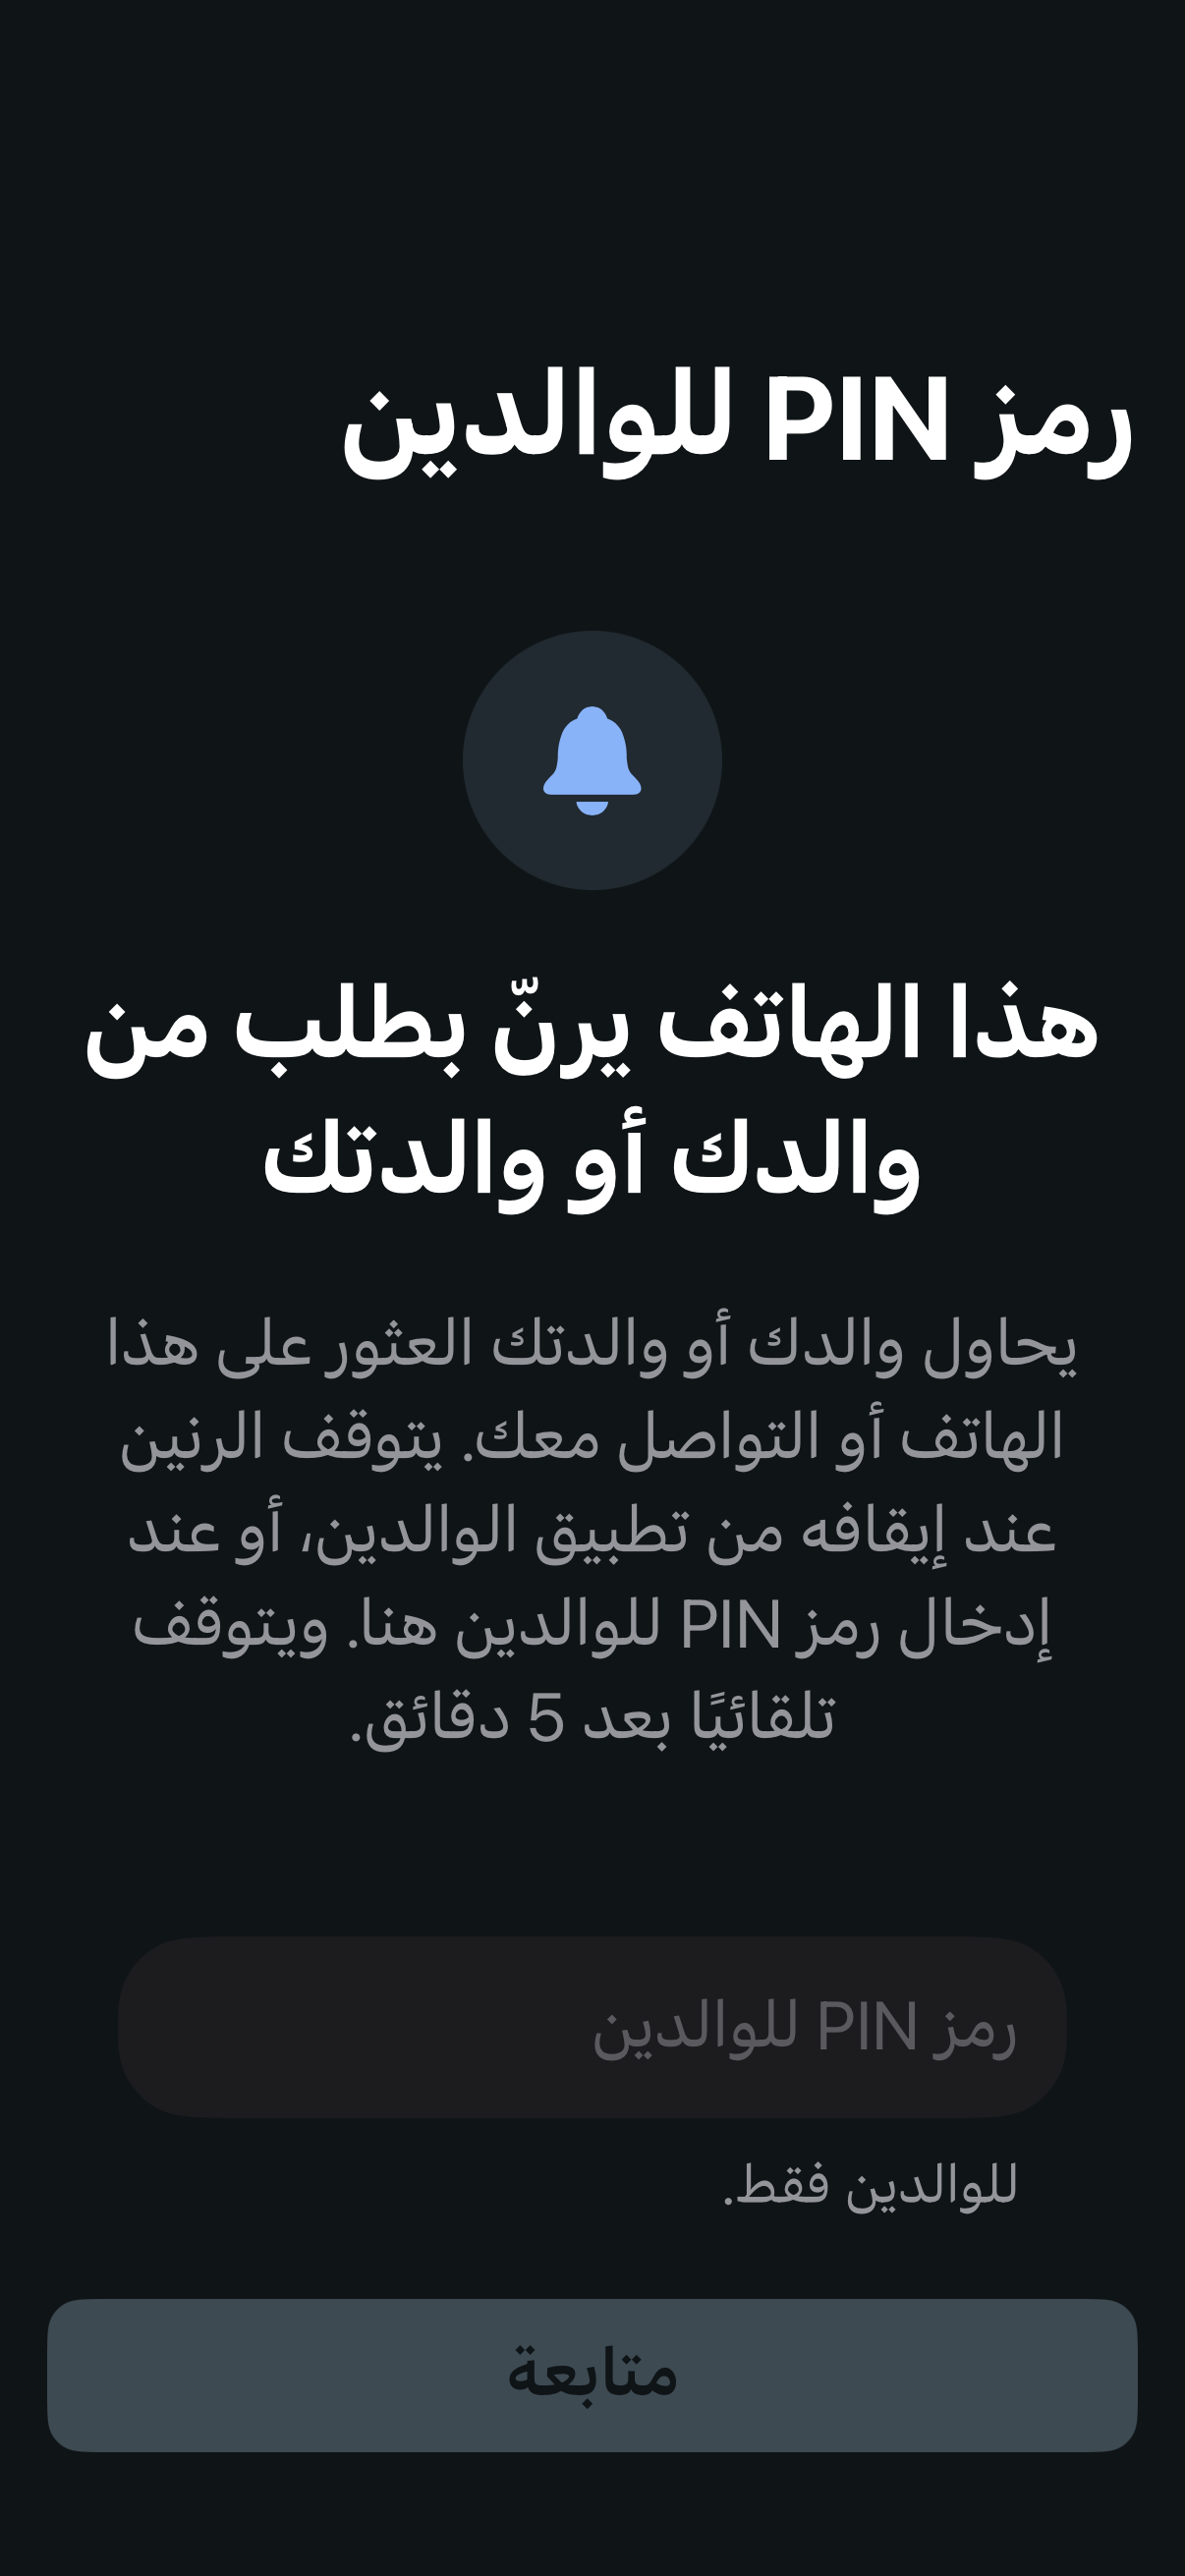 رمز PIN للوالدين
هذا الهاتف يرنّ بطلب من
والدك أو والدتك
يحاول والدك أو والدتك العثور على هذا
الهاتف أو التواصل معك. يتوقف الرنين
عند إيقافه من تطبيق الوالدين، أو عند
إدخال رمز PIN للوالدين هنا. ويتوقف
تلقائيًا بعد 5 دقائق.
رمز PIN للوالدين
للوالدين فقط.
متابعة